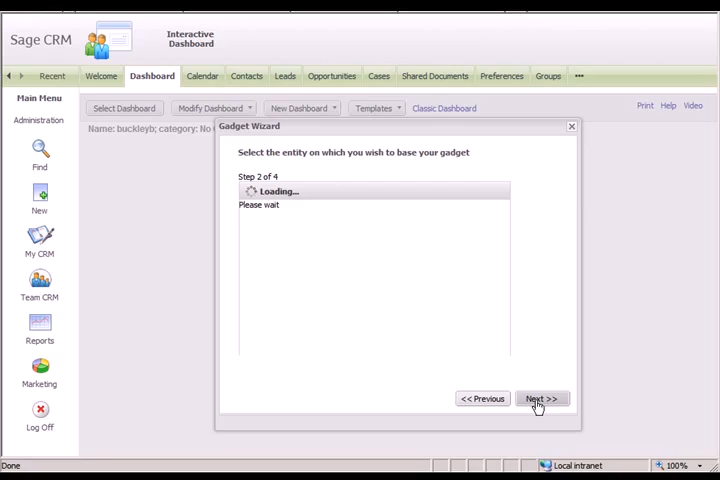 Sage CRM
Interactive
Dashboard
Recent Welcome Dashboard Calendar Contacts Leads Opportunities Cases Shared Documents Preferences Groups •••
Main Menu
Administration
Find
New
My CRM
Team CRM
Reports
Marketing
Log Off
Select Dashboard Modify Dashboard New Dashboard Templates Classic Dashboard
Print Help Video
Name: buckleyb; category: No
Gadget Wizard
Select the entity on which you wish to base your gadget
Step 2 of 4
Loading...
Please wait
<< Previous Next >>
Done Local intranet 100%